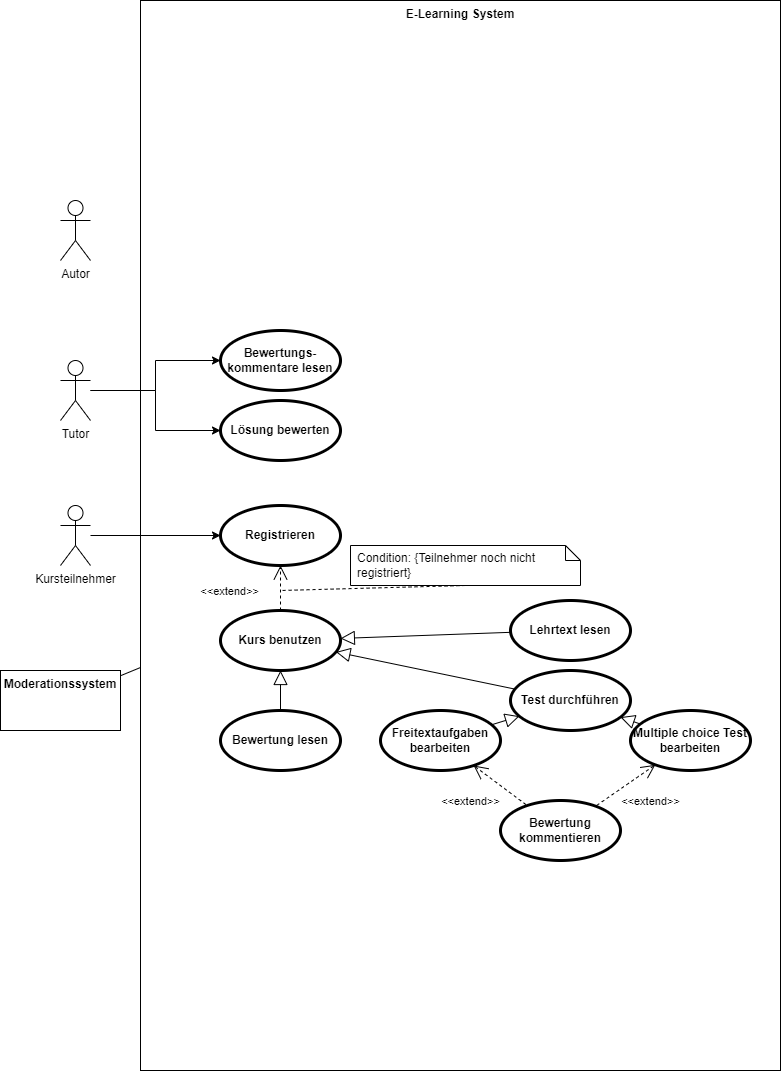 E-Learning System
Autor
Bewertungs-
kommentare lesen
Tutor
Lösung bewerten
Kursteilnehmer
Registrieren
Condition: {Teilnehmer noch nicht
registriert}
<<extend>>
Kurs benutzen
Lehrtext lesen
Moderationssystem
Test durchführen
Bewertung lesen
Freitextaufgaben
bearbeiten
Multiple choice Test
bearbeiten
<<extend>>
<<extend>>
Bewertung
kommentieren